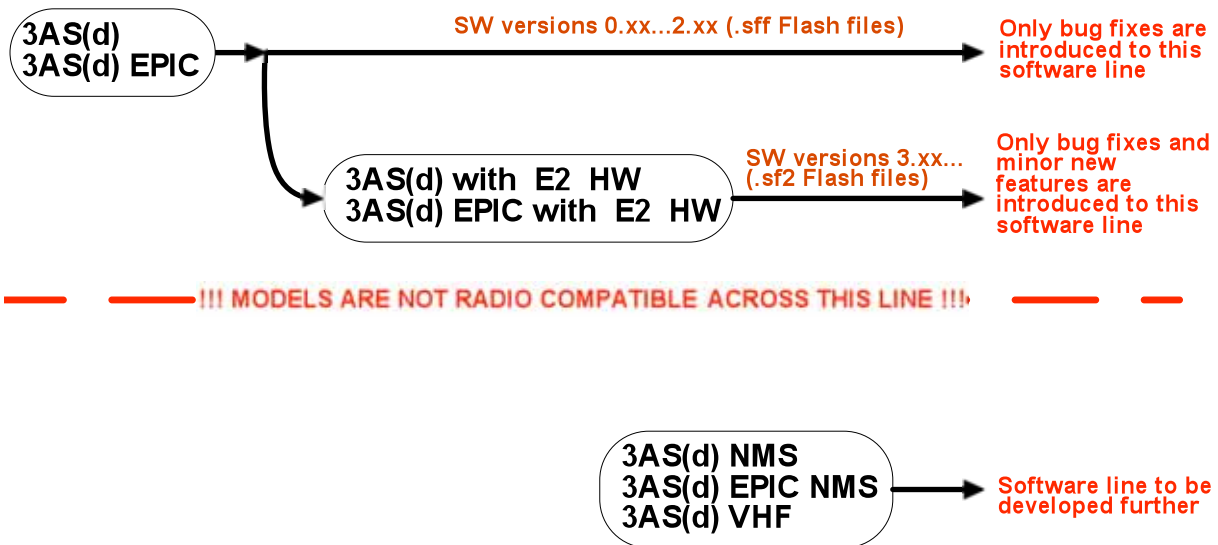 3AS(d)
3AS(d) EPIC
SW versions 0.xx...2.xx (.sff Flash files)
Only bug fixes are
introduced to this
software line
3AS(d) with E2 HW
3AS(d) EPIC with E2 HW
SW versions 3.xx...
(.sf2 Flash files)
Only bug fixes and
minor new
features are
introduced to this
software line
!!! MODELS ARE NOT RADIO COMPATIBLE ACROSS THIS LINE !!!
3AS(d) NMS
3AS(d) EPIC NMS
3AS(d) VHF
Software line to be
developed further